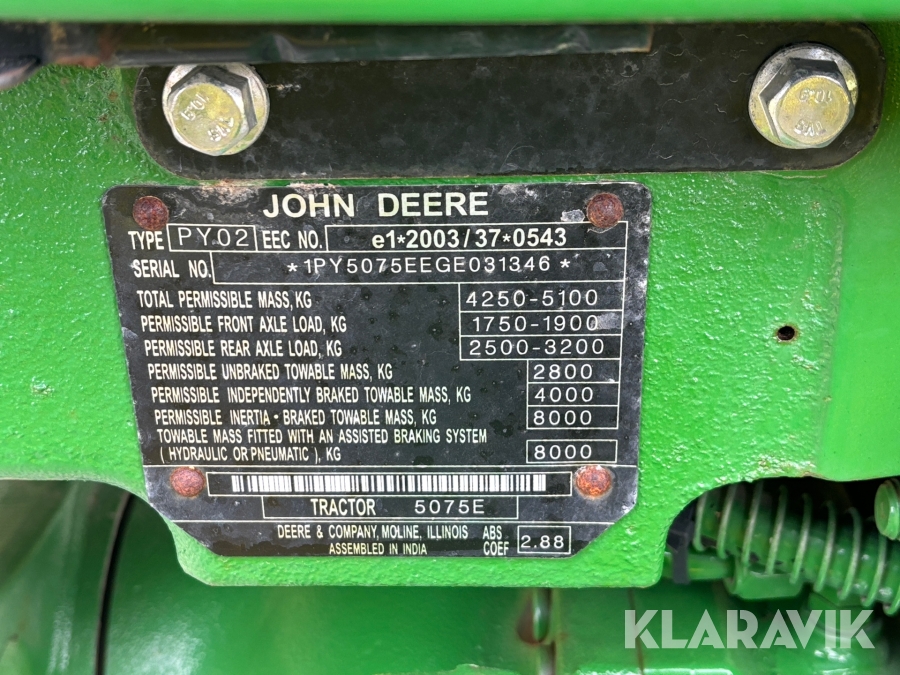 JOHN DEERE
TYPE PY02 EEC NO. e1*2003/37*0543
SERIAL NO. *1PY5075EEGE031346*
TOTAL PERMISSIBLE MASS, KG 4250-5100
PERMISSIBLE FRONT AXLE LOAD, KG 1750-1900
PERMISSIBLE REAR AXLE LOAD, KG 2500-3200
PERMISSIBLE UNBRAKED TOWABLE MASS, KG 2800
PERMISSIBLE INDEPENDENTLY BRAKED TOWABLE MASS, KG 4000
PERMISSIBLE INERTIA • BRAKED TOWABLE MASS, KG 8000
TOWABLE MASS FITTED WITH AN ASSISTED BRAKING SYSTEM
( HYDRAULIC OR PNEUMATIC ), KG 8000
TRACTOR 5075E
DEERE & COMPANY, MOLINE, ILLINOIS
ASSEMBLED IN INDIA
ABS
COEF 2.88
KLARAVIK